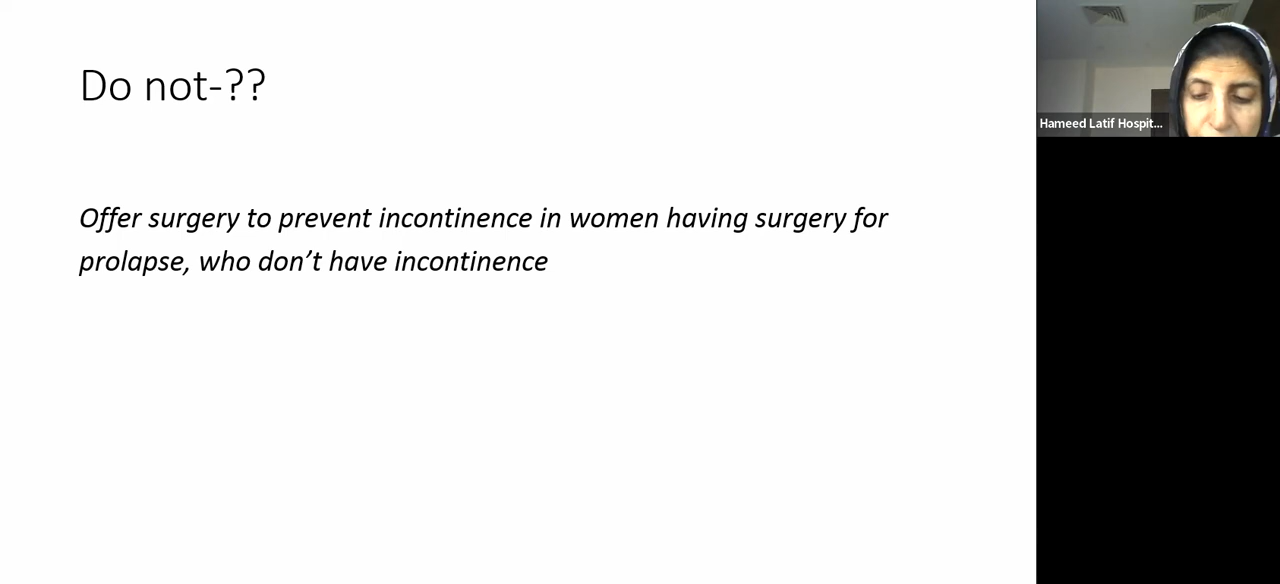 Do not-??
Offer surgery to prevent incontinence in women having surgery for
prolapse, who don’t have incontinence
Hameed Latif Hospit...